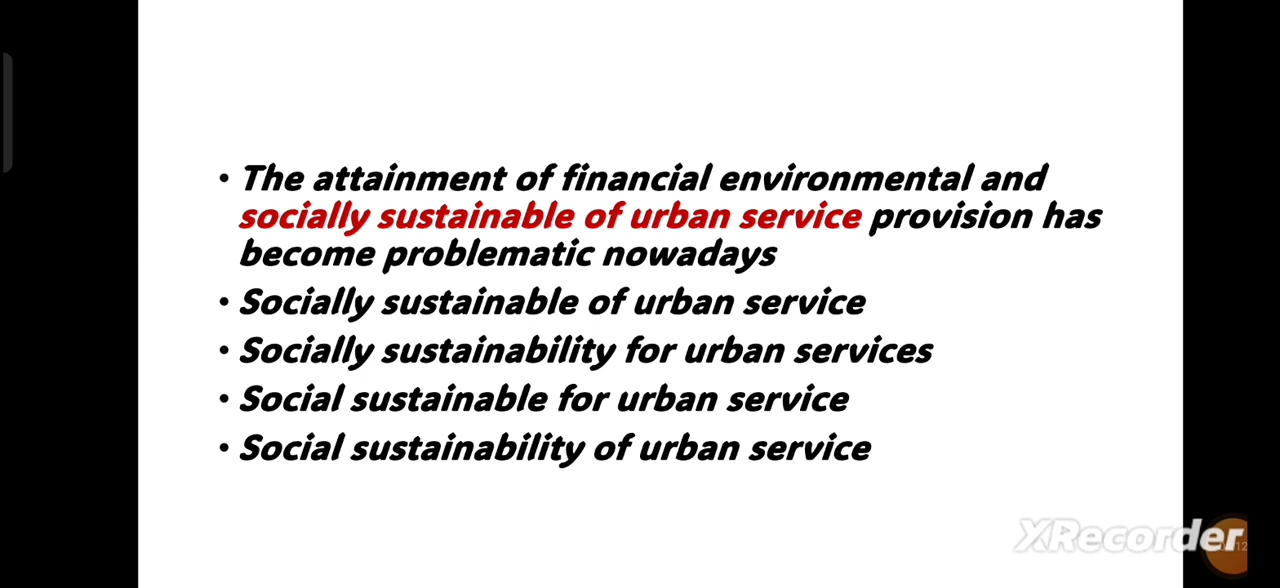 • The attainment of financial environmental and
socially sustainable of urban service provision has
become problematic nowadays
• Socially sustainable of urban service
• Socially sustainability for urban services
• Social sustainable for urban service
• Social sustainability of urban service
XRecorder